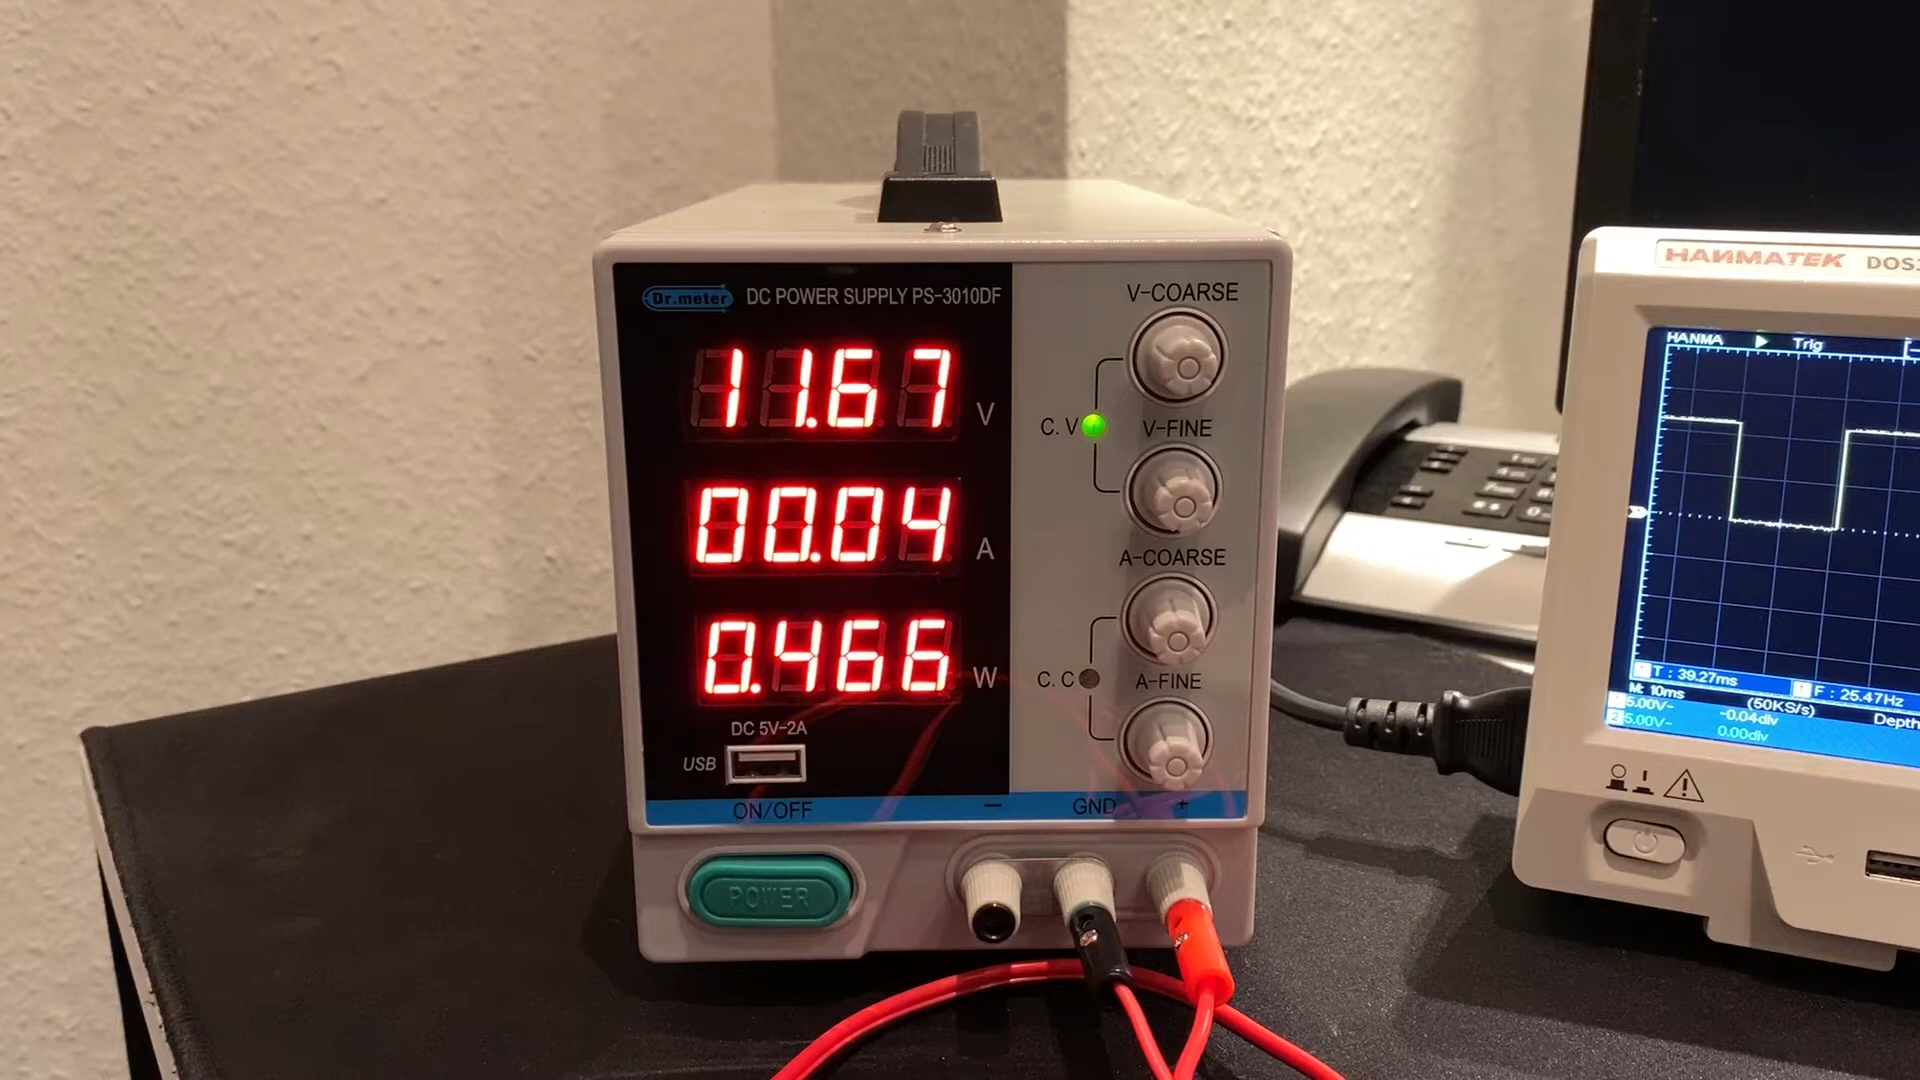 Dr.meter DC POWER SUPPLY PS-3010DF
11.67 V
00.04 A
0.466 W
DC 5V-2A
USB
ON/OFF
POWER
V-COARSE
C.V
V-FINE
A-COARSE
C.C
A-FINE
− GND +
HANMATEK
HANMA Trig
T : 39.27ms
F : 25.47Hz
M: 10ms (50KS/s)
5.00V- -0.04div Depth
2 5.00V- 0.00div